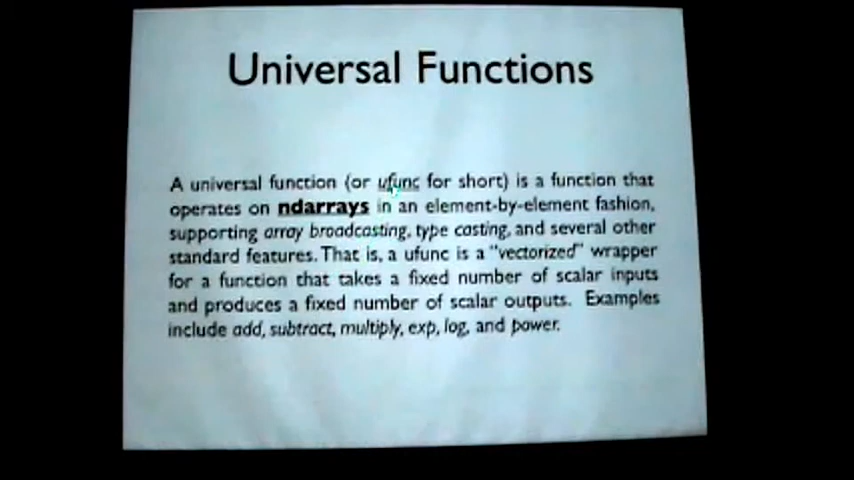 Universal Functions
A universal function (or ufunc for short) is a function that
operates on ndarrays in an element-by-element fashion,
supporting array broadcasting, type casting, and several other
standard features. That is, a ufunc is a "vectorized" wrapper
for a function that takes a fixed number of scalar inputs
and produces a fixed number of scalar outputs. Examples
include add, subtract, multiply, exp, log, and power.